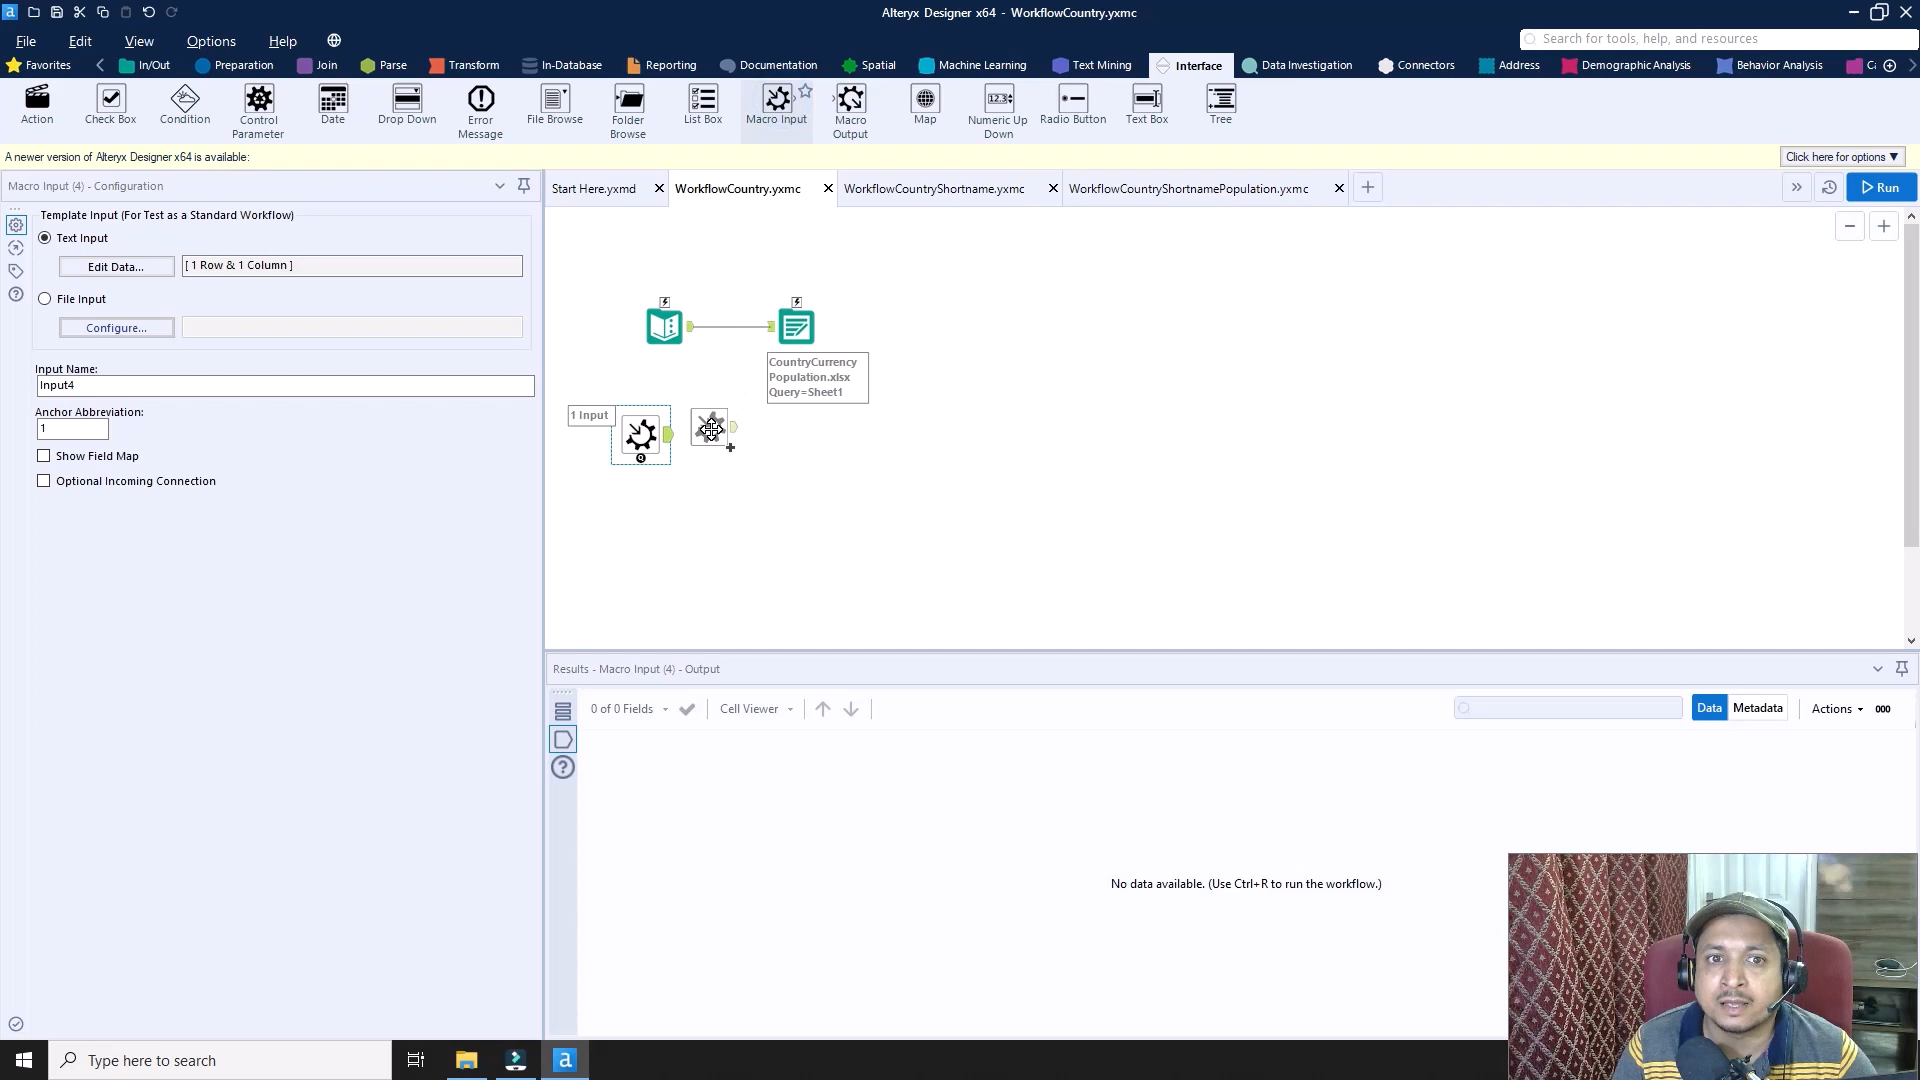 Alteryx Designer x64 - WorkflowCountry.yxmc
File Edit View Options Help
Search for tools, help, and resources
Favorites In/Out Preparation Join Parse Transform In-Database Reporting Documentation Spatial Machine Learning Text Mining Interface Data Investigation Connectors Address Demographic Analysis Behavior Analysis
Action Check Box Condition Control Parameter Date Drop Down Error Message File Browse Folder Browse List Box Macro Input Macro Output Map Numeric Up Down Radio Button Text Box Tree
A newer version of Alteryx Designer x64 is available:
Click here for options ▼
Macro Input (4) - Configuration
Start Here.yxmd WorkflowCountry.yxmc WorkflowCountryShortname.yxmc WorkflowCountryShortnamePopulation.yxmc
Run
Template Input (For Test as a Standard Workflow)
Text Input
Edit Data...
[ 1 Row & 1 Column ]
File Input
Configure...
Input Name:
Input4
Anchor Abbreviation:
1
Show Field Map
Optional Incoming Connection
CountryCurrency
Population.xlsx
Query=Sheet1
1 Input
Results - Macro Input (4) - Output
0 of 0 Fields
Cell Viewer
Data
Metadata
Actions
000
No data available. (Use Ctrl+R to run the workflow.)
Type here to search